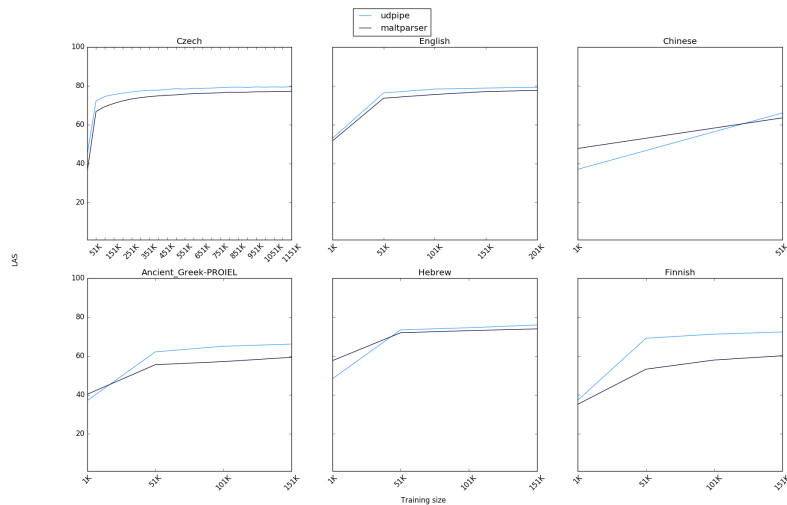 udpipe
maltparser
Czech
English
Chinese
100
80
60
40
20
51K 151K 251K 351K 451K 551K 651K 751K 851K 951K 1051K 1151K
1K 51K 101K 151K 201K
1K 51K
LAS
Ancient_Greek-PROIEL
Hebrew
Finnish
100
80
60
40
20
1K 51K 101K 151K
1K 51K 101K 151K
1K 51K 101K 151K
Training size